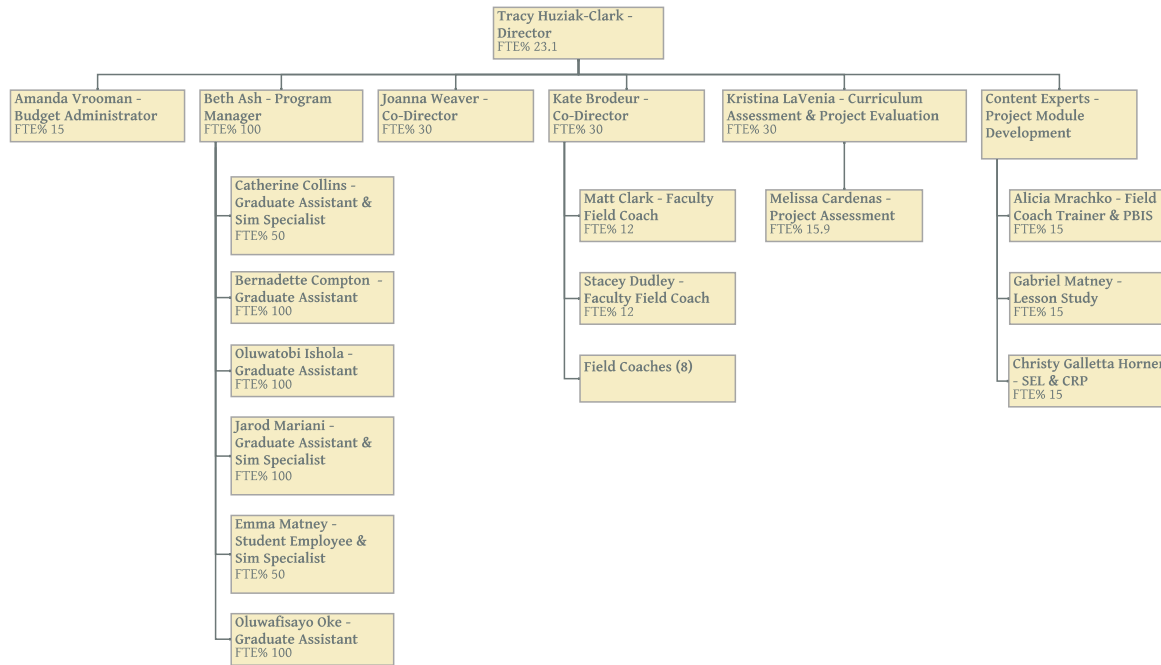 Tracy Huziak-Clark -
Director
FTE% 23.1
Amanda Vrooman -
Budget Administrator
FTE% 15
Beth Ash - Program
Manager
FTE% 100
Joanna Weaver -
Co-Director
FTE% 30
Kate Brodeur -
Co-Director
FTE% 30
Kristina LaVenia - Curriculum
Assessment & Project Evaluation
FTE% 30
Content Experts -
Project Module
Development
Catherine Collins -
Graduate Assistant &
Sim Specialist
FTE% 50
Bernadette Compton -
Graduate Assistant
FTE% 100
Oluwatobi Ishola -
Graduate Assistant
FTE% 100
Jarod Mariani -
Graduate Assistant &
Sim Specialist
FTE% 100
Emma Matney -
Student Employee &
Sim Specialist
FTE% 50
Oluwafisayo Oke -
Graduate Assistant
FTE% 100
Matt Clark - Faculty
Field Coach
FTE% 12
Stacey Dudley -
Faculty Field Coach
FTE% 12
Field Coaches (8)
Melissa Cardenas -
Project Assessment
FTE% 15.9
Alicia Mrachko - Field
Coach Trainer & PBIS
FTE% 15
Gabriel Matney -
Lesson Study
FTE% 15
Christy Galletta Horner
- SEL & CRP
FTE% 15